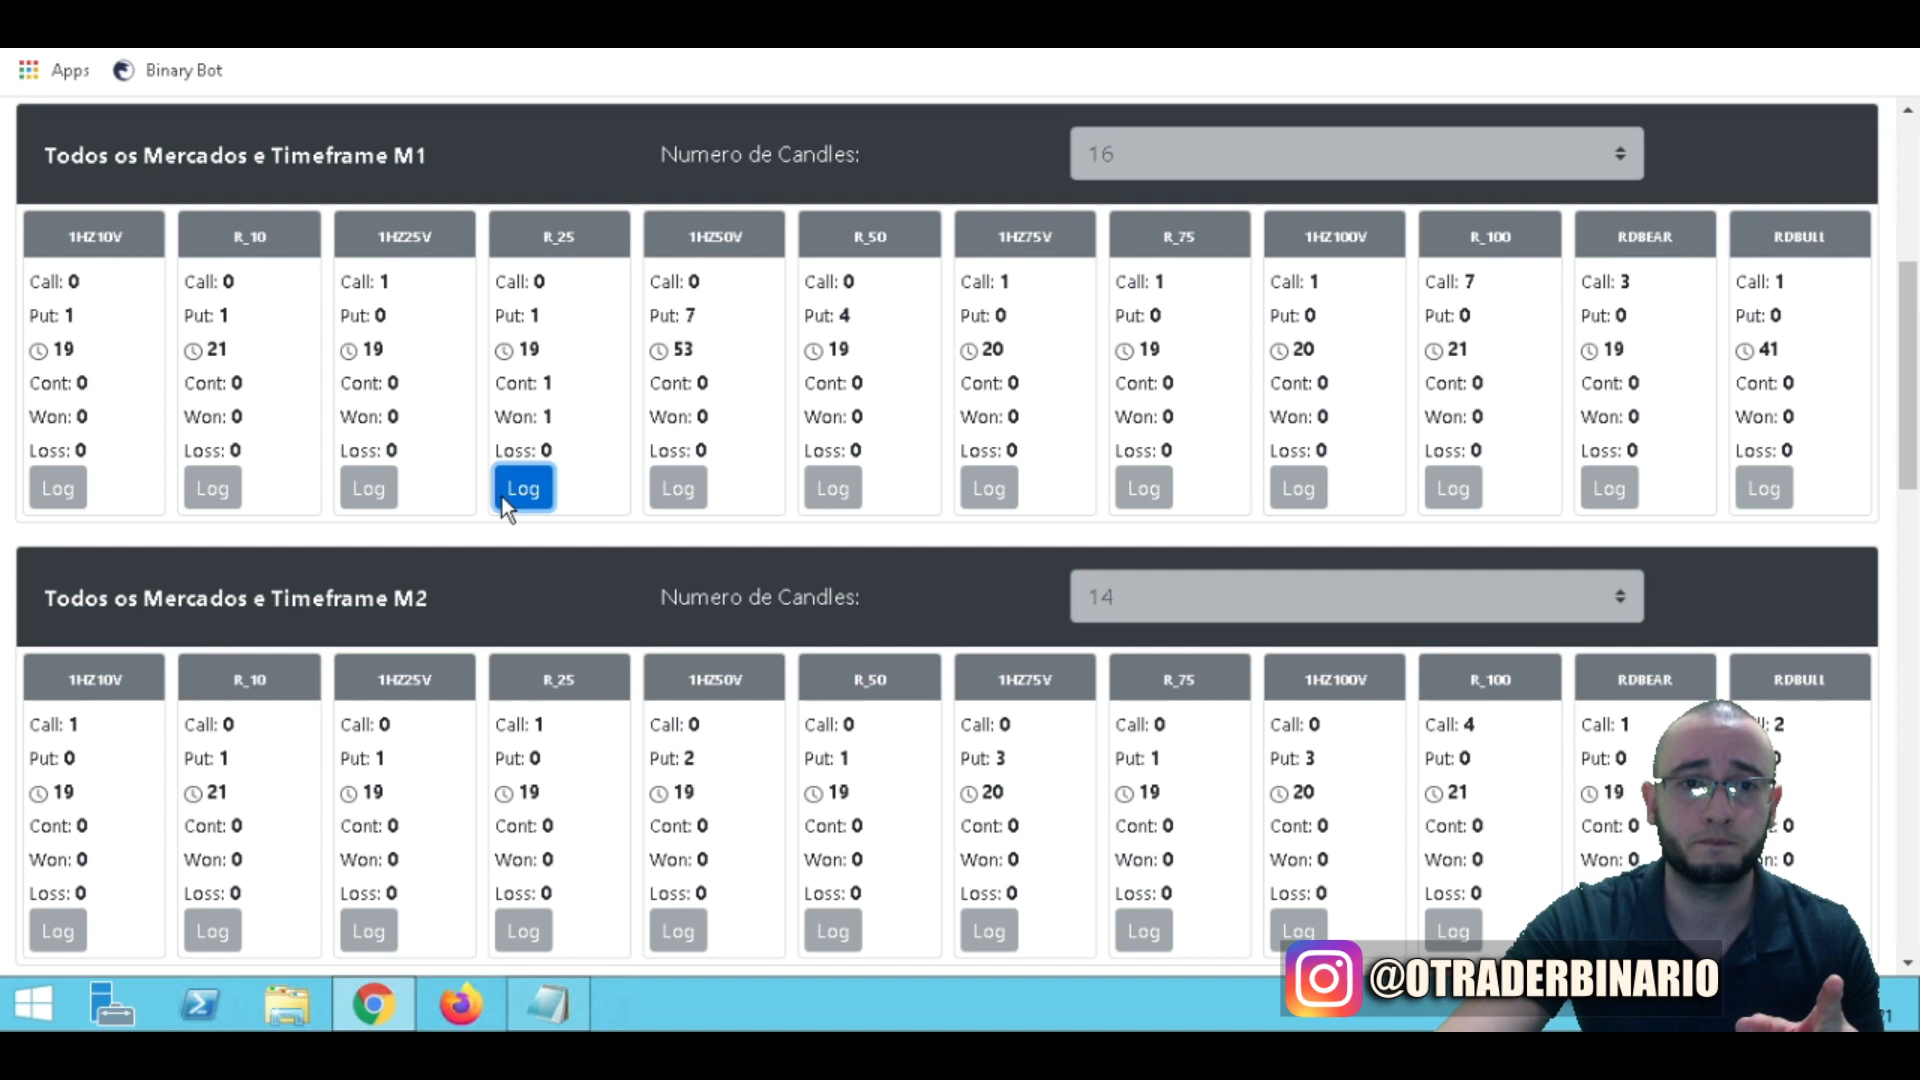 Apps Binary Bot
Todos os Mercados e Timeframe M1 Numero de Candles: 16
1HZ10V R_10 1HZ25V R_25 1HZ50V R_50 1HZ75V R_75 1HZ100V R_100 RDBEAR RDBULL
Call: 0 Call: 0 Call: 1 Call: 0 Call: 0 Call: 0 Call: 1 Call: 1 Call: 1 Call: 7 Call: 3 Call: 1
Put: 1 Put: 1 Put: 0 Put: 1 Put: 7 Put: 4 Put: 0 Put: 0 Put: 0 Put: 0 Put: 0 Put: 0
19 21 19 19 53 19 20 19 20 21 19 41
Cont: 0 Cont: 0 Cont: 0 Cont: 1 Cont: 0 Cont: 0 Cont: 0 Cont: 0 Cont: 0 Cont: 0 Cont: 0 Cont: 0
Won: 0 Won: 0 Won: 0 Won: 1 Won: 0 Won: 0 Won: 0 Won: 0 Won: 0 Won: 0 Won: 0 Won: 0
Loss: 0 Loss: 0 Loss: 0 Loss: 0 Loss: 0 Loss: 0 Loss: 0 Loss: 0 Loss: 0 Loss: 0 Loss: 0 Loss: 0
Log Log Log Log Log Log Log Log Log Log Log Log
Todos os Mercados e Timeframe M2 Numero de Candles: 14
1HZ10V R_10 1HZ25V R_25 1HZ50V R_50 1HZ75V R_75 1HZ100V R_100 RDBEAR RDBULL
Call: 1 Call: 0 Call: 0 Call: 1 Call: 0 Call: 0 Call: 0 Call: 0 Call: 0 Call: 4 Call: 1 2
Put: 0 Put: 1 Put: 1 Put: 0 Put: 2 Put: 1 Put: 3 Put: 1 Put: 3 Put: 0 Put: 0
19 21 19 19 19 19 20 19 20 21 19
Cont: 0 Cont: 0 Cont: 0 Cont: 0 Cont: 0 Cont: 0 Cont: 0 Cont: 0 Cont: 0 Cont: 0 Cont: 0 0
Won: 0 Won: 0 Won: 0 Won: 0 Won: 0 Won: 0 Won: 0 Won: 0 Won: 0 Won: 0 Won: 0 0
Loss: 0 Loss: 0 Loss: 0 Loss: 0 Loss: 0 Loss: 0 Loss: 0 Loss: 0 Loss: 0 Loss: 0
Log Log Log Log Log Log Log Log Log Log
@OTRADERBINARIO